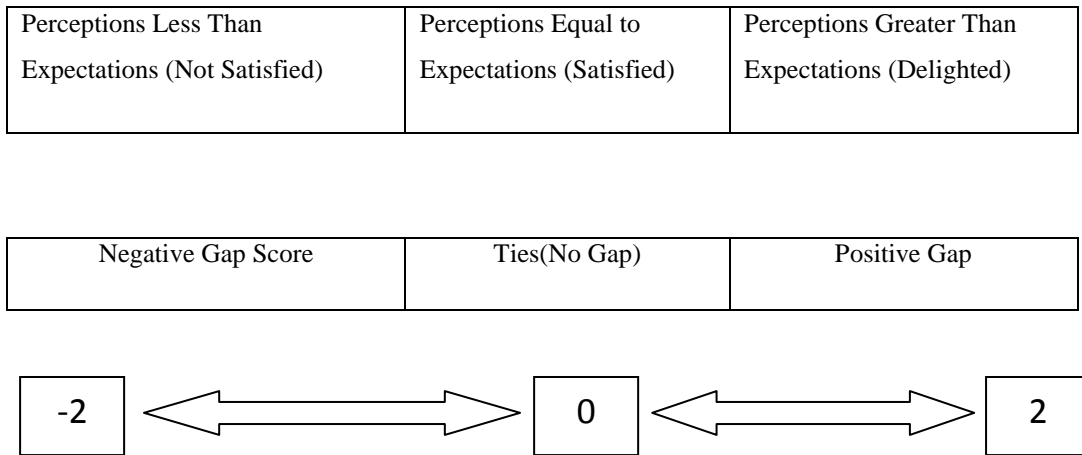 Perceptions Less Than
Expectations (Not Satisfied)
Perceptions Equal to
Expectations (Satisfied)
Perceptions Greater Than
Expectations (Delighted)
Negative Gap Score
Ties(No Gap)
Positive Gap
-2
0
2